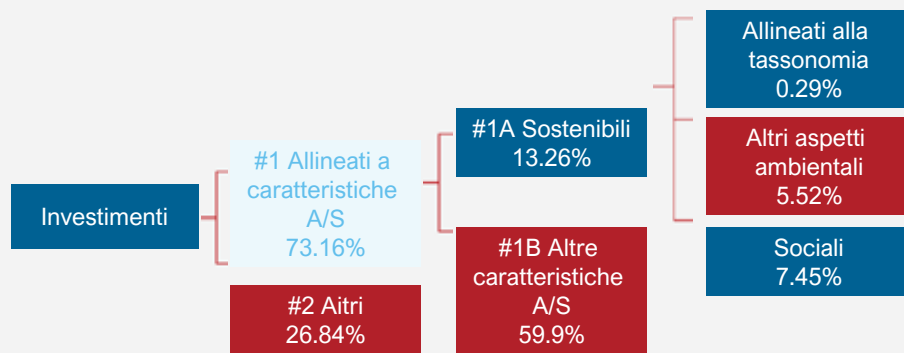 Investimenti
#1 Allineati a
caratteristiche
A/S
73.16%
#2 Aitri
26.84%
#1A Sostenibili
13.26%
#1B Altre
caratteristiche
A/S
59.9%
Allineati alla
tassonomia
0.29%
Altri aspetti
ambientali
5.52%
Sociali
7.45%